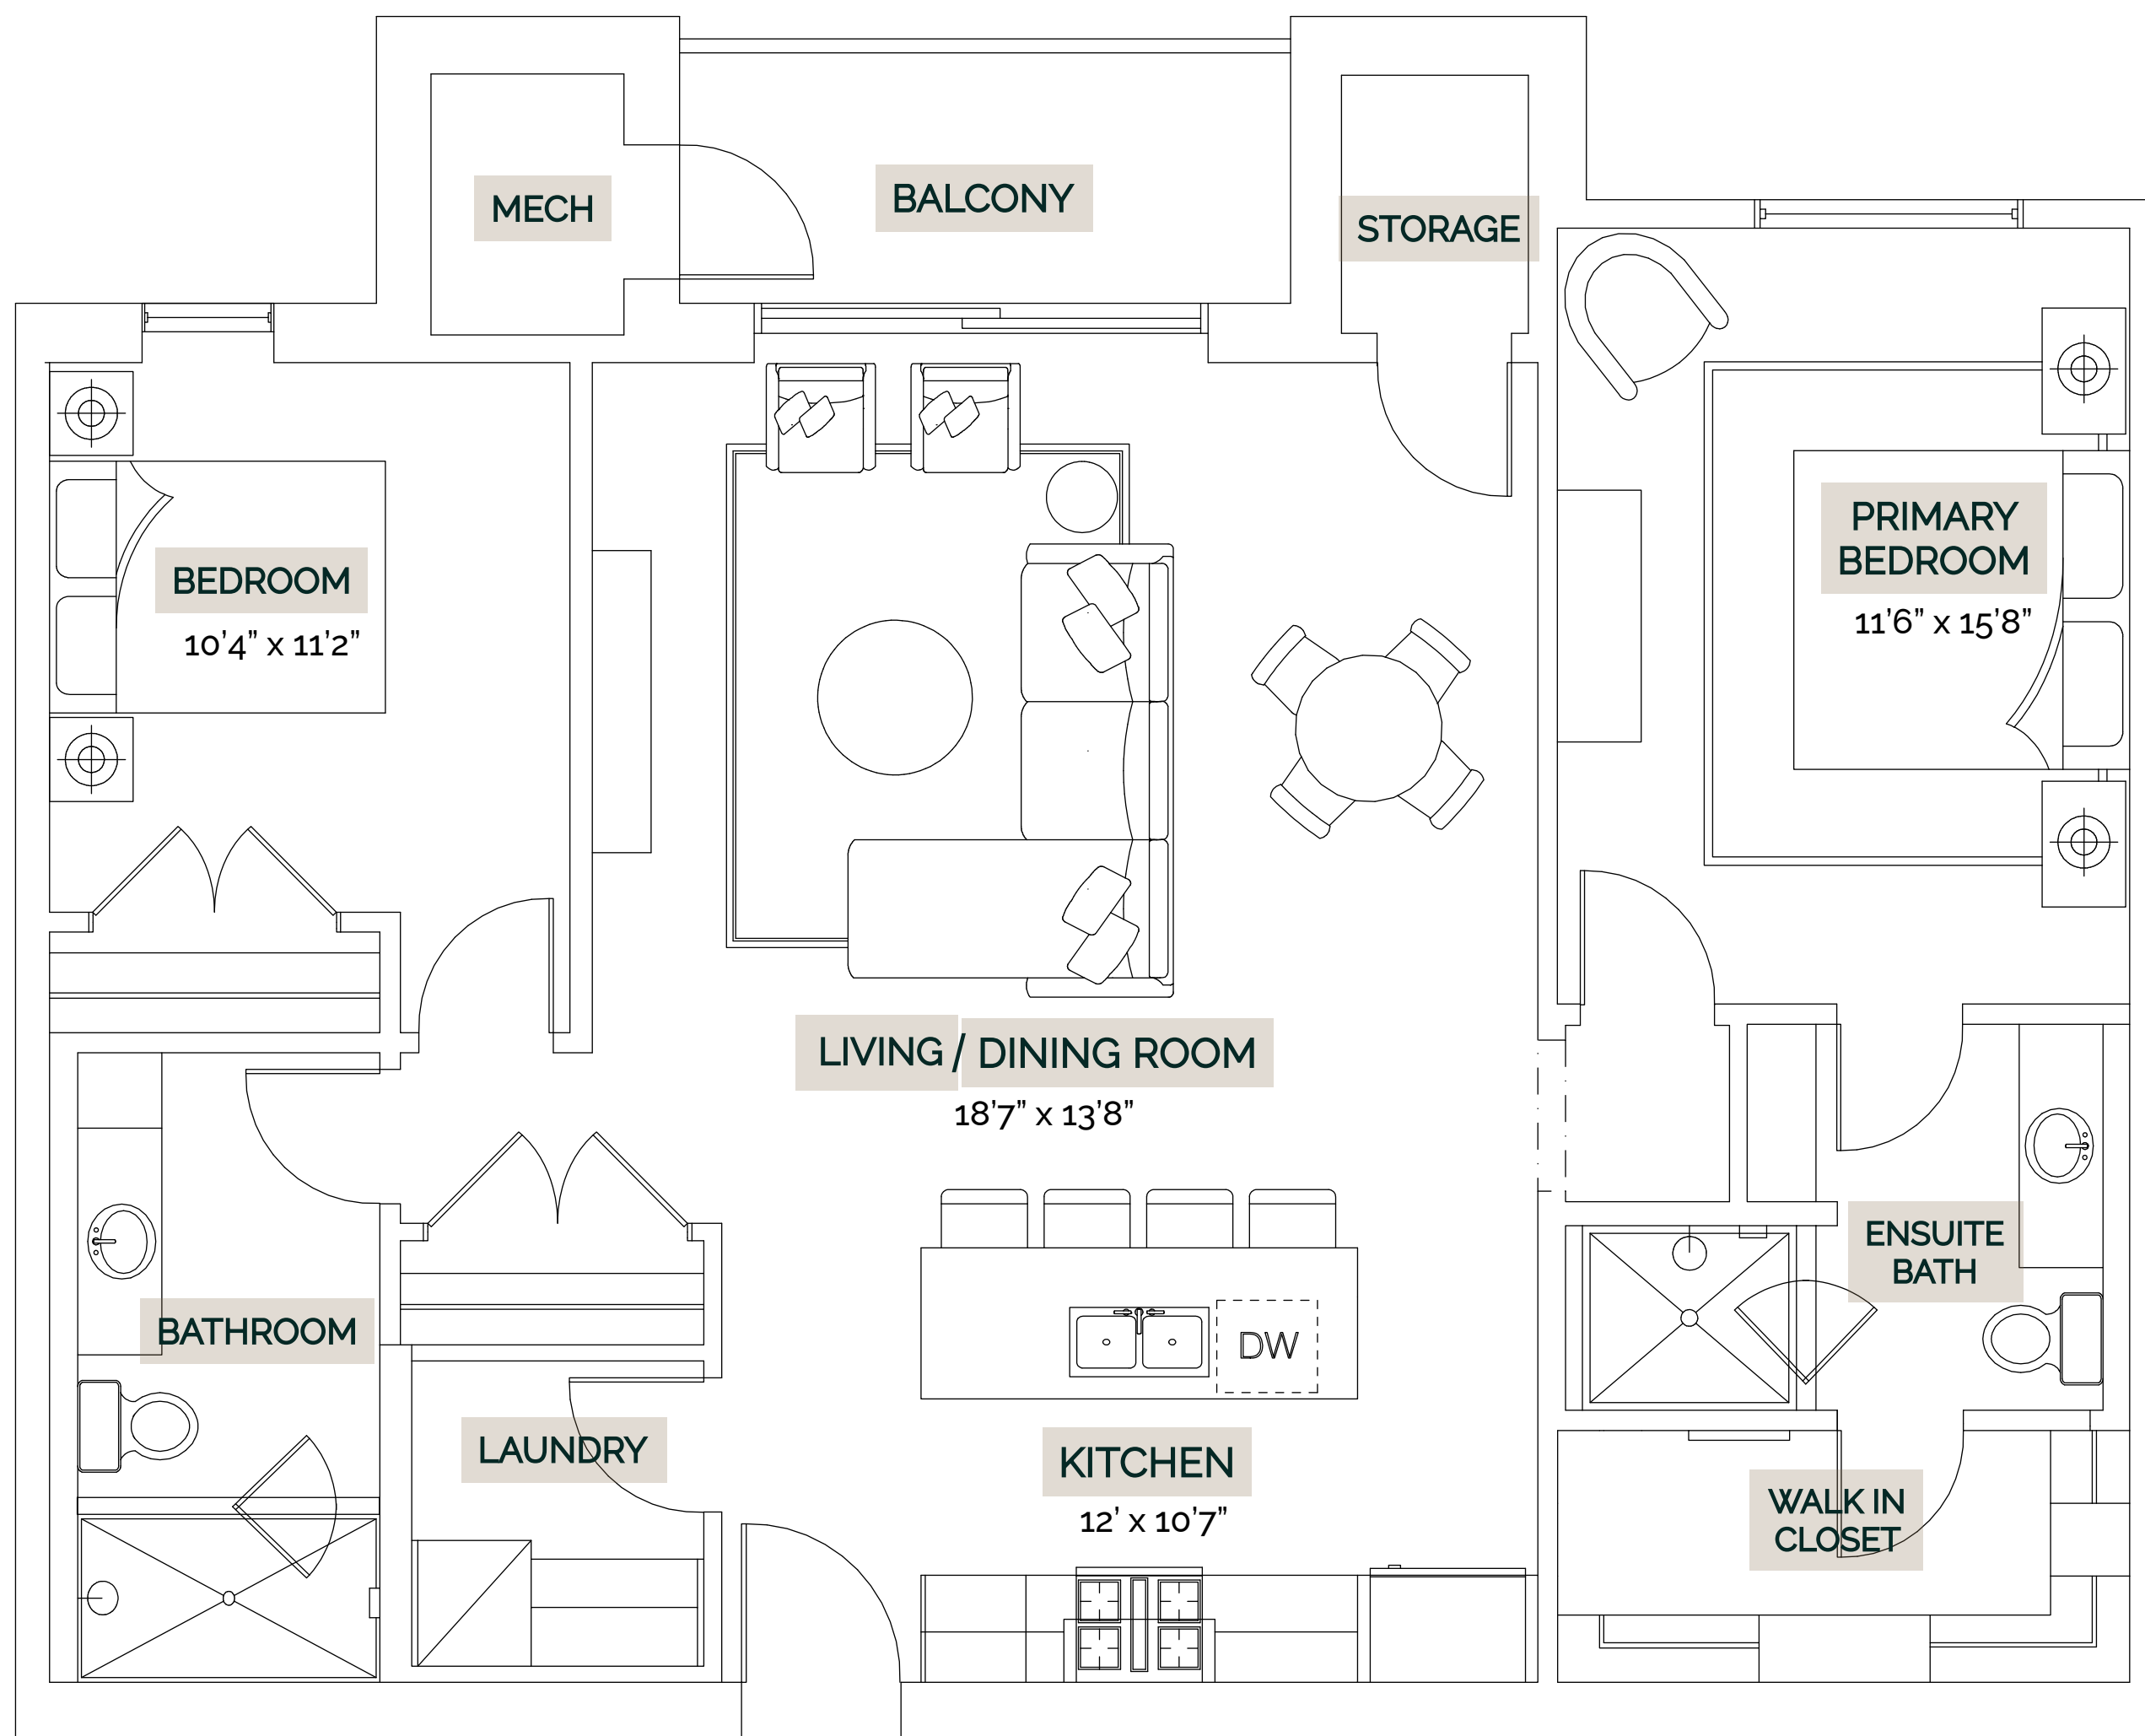 MECH
BALCONY
STORAGE
BEDROOM
10’4” x 11’2”
PRIMARY
BEDROOM
11’6” x 15’8”
LIVING / DINING ROOM
18’7” x 13’8”
BATHROOM
LAUNDRY
DW
KITCHEN
12’ x 10’7”
ENSUITE
BATH
WALK IN
CLOSET